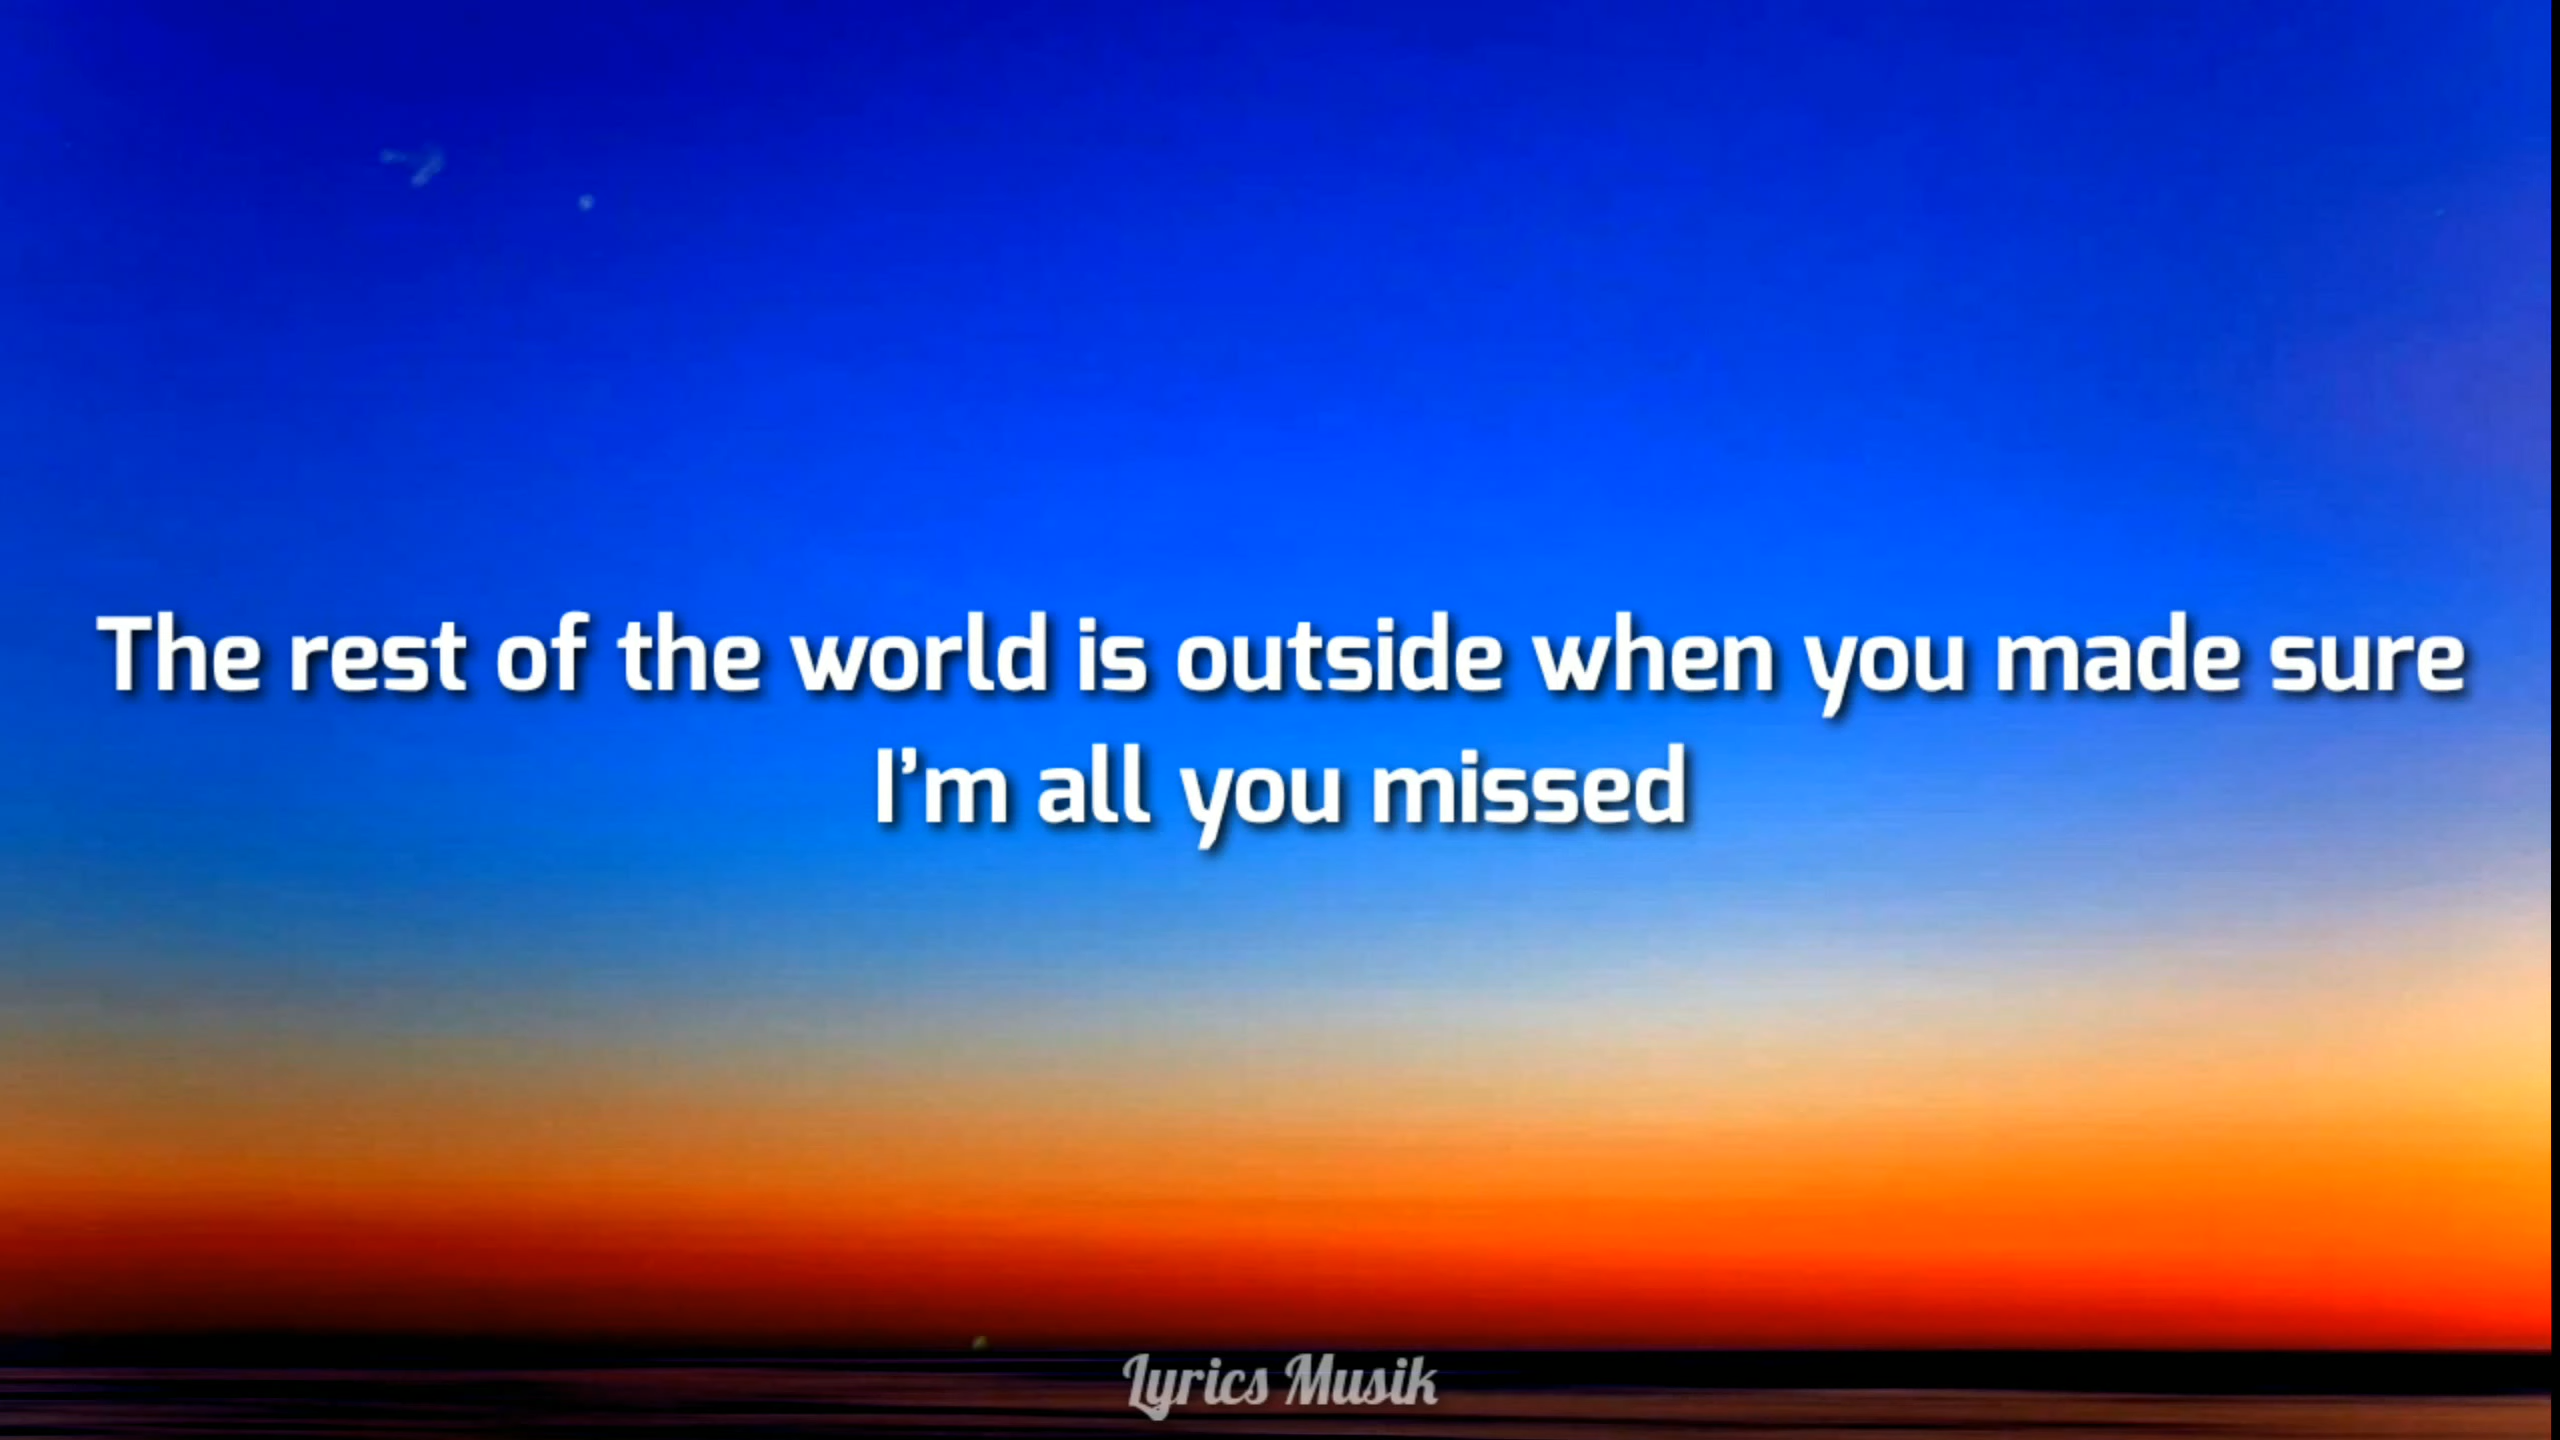 The rest of the world is outside when you made sure
I’m all you missed
Lyrics Musik